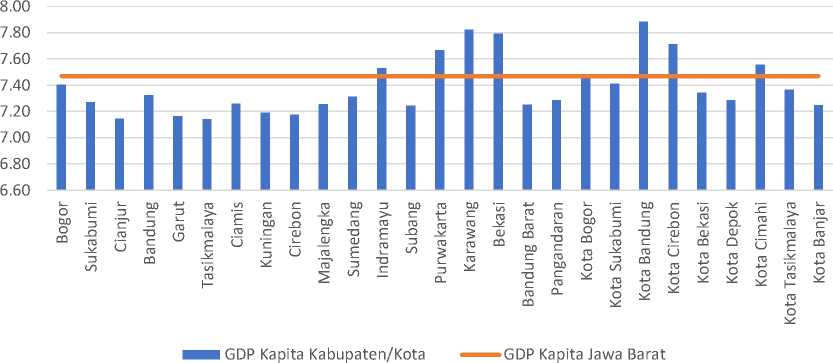 8.00
7.80
7.60
7.40
7.20
7.00
6.80
6.60
Bogor
Sukabumi
Cianjur
Bandung
Garut
Tasikmalaya
Ciamis
Kuningan
Cirebon
Majalengka
Sumedang
Indramayu
Subang
Purwakarta
Karawang
Bekasi
Bandung Barat
Pangandaran
Kota Bogor
Kota Sukabumi
Kota Bandung
Kota Cirebon
Kota Bekasi
Kota Depok
Kota Cimahi
Kota Tasikmalaya
Kota Banjar
GDP Kapita Kabupaten/Kota
GDP Kapita Jawa Barat